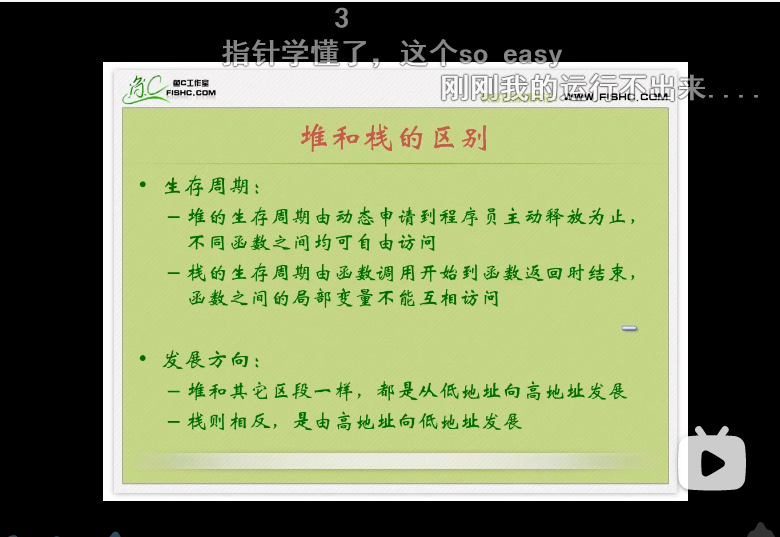 3
指针学懂了，这个so easy
刚刚我的运行不出来....
鱼C工作室
FISHC.COM
WWW.FISHC.COM
堆和栈的区别
• 生存周期：
– 堆的生存周期由动态申请到程序员主动释放为止，
不同函数之间均可自由访问
– 栈的生存周期由函数调用开始到函数返回时结束，
函数之间的局部变量不能互相访问
• 发展方向：
– 堆和其它区段一样，都是从低地址向高地址发展
– 栈则相反，是由高地址向低地址发展